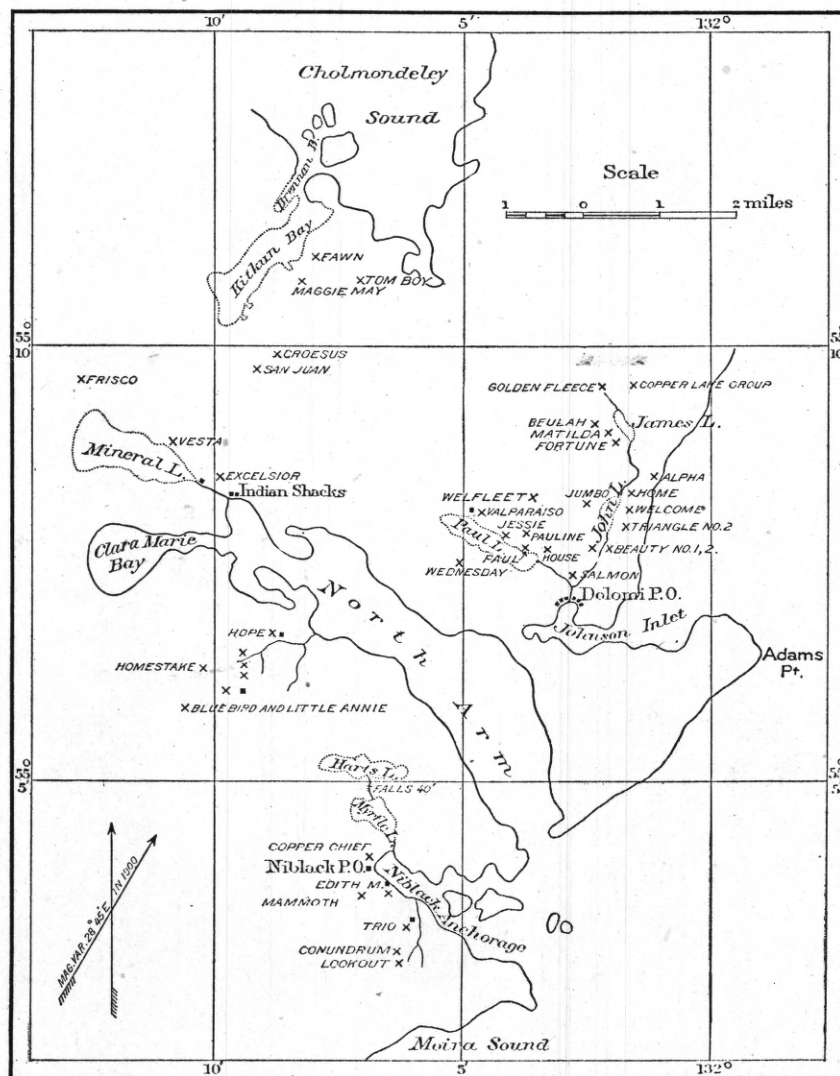 10'
5'
132°
Cholmondeley
Sound
Scale
1 0 1 2 miles
Brennan B.
Kitkun Bay
FAWN
TOM BOY
MAGGIE MAY
55°
10'
55°
10'
CROESUS
SAN JUAN
FRISCO
GOLDEN FLEECE
COPPER LAKE GROUP
BEULAH
MATILDA
FORTUNE
James L.
VESTA
Mineral L.
EXCELSIOR
Indian Shacks
ALPHA
JUMBO
HOME
John L.
WELFLEET
VALPARAISO
WELCOME
JESSIE
PAULINE
TRIANGLE NO.2
Paul L.
PAUL
HOUSE
BEAUTY NO.1,2.
WEDNESDAY
SALMON
Clara Marie
Bay
Dolomi P.O.
Johnson Inlet
North Arm
HOPE
HOMESTAKE
Adams
Pt.
BLUE BIRD AND LITTLE ANNIE
Harris L.
FALLS 40'
55°
5'
55°
5'
Myrtle L.
COPPER CHIEF
Niblack P.O.
EDITH M.
MAMMOTH
Niblack Anchorage
TRIO
CONUNDRUM
LOOKOUT
MAG. VAR. 28° 45' E. IN 1900
Moira Sound
10'
5'
132°